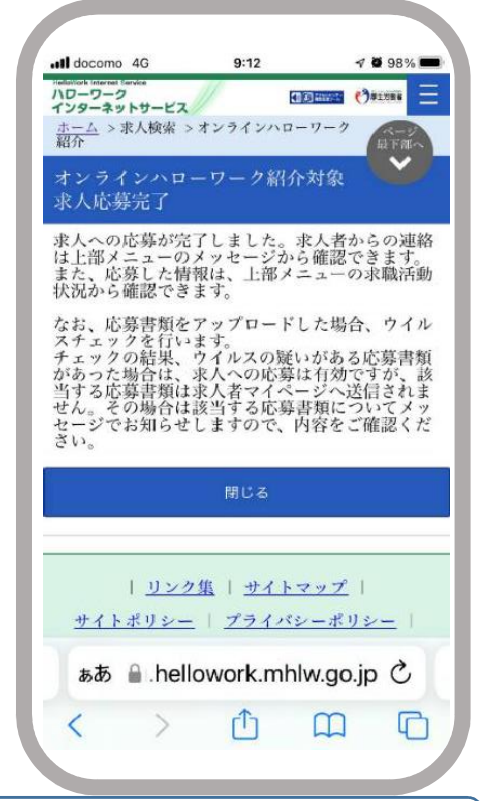 docomo 4G 9:12 98%
HelloWork Internet Service
ハローワーク
インターネットサービス
厚生労働省
ホーム > 求人検索 > オンラインハローワーク
紹介
ページ
最下部へ
オンラインハローワーク紹介対象
求人応募完了
求人への応募が完了しました。求人者からの連絡
は上部メニューのメッセージから確認できます。
また、応募した情報は、上部メニューの求職活動
状況から確認できます。
なお、応募書類をアップロードした場合、ウイル
スチェックを行います。
チェックの結果、ウイルスの疑いがある応募書類
があった場合は、求人への応募は有効ですが、該
当する応募書類は求人者マイページへ送信されま
せん。その場合は該当する応募書類についてメッ
セージでお知らせしますので、内容をご確認くだ
さい。
閉じる
| リンク集 | サイトマップ |
サイトポリシー | プライバシーポリシー |
ぁあ .hellowork.mhlw.go.jp